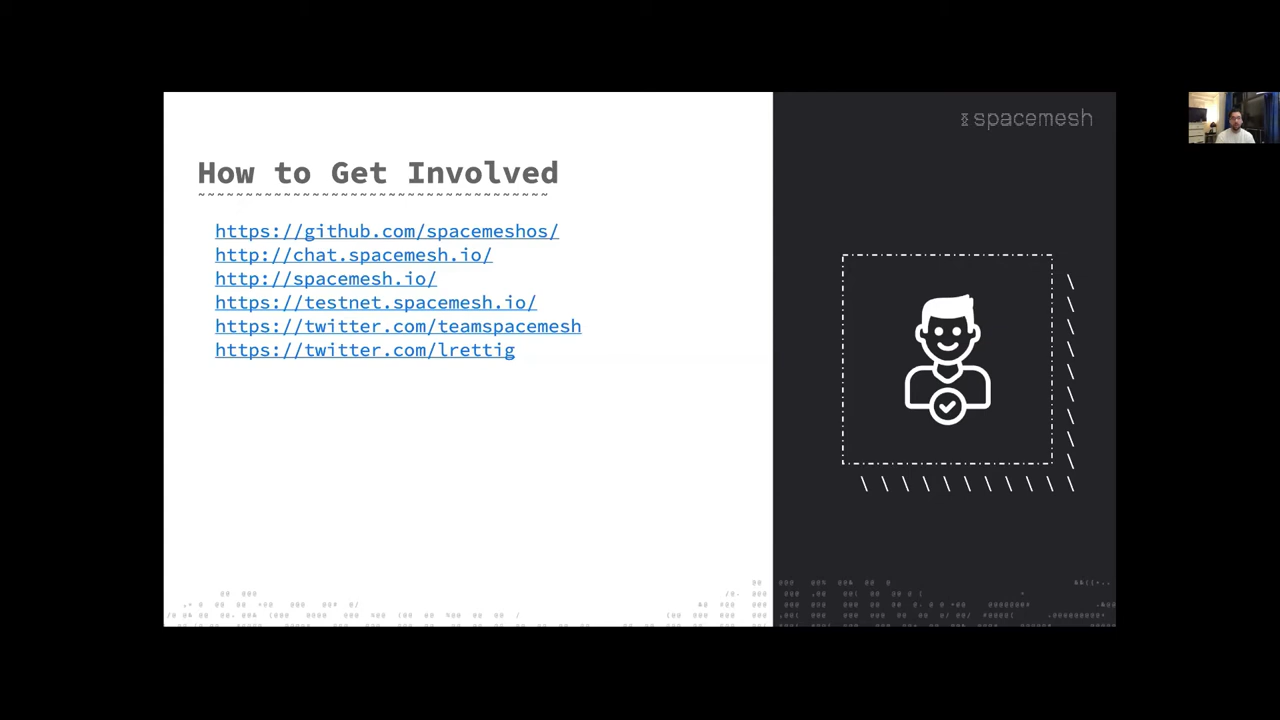 spacemesh
How to Get Involved
https://github.com/spacemeshos/
http://chat.spacemesh.io/
http://spacemesh.io/
https://testnet.spacemesh.io/
https://twitter.com/teamspacemesh
https://twitter.com/lrettig